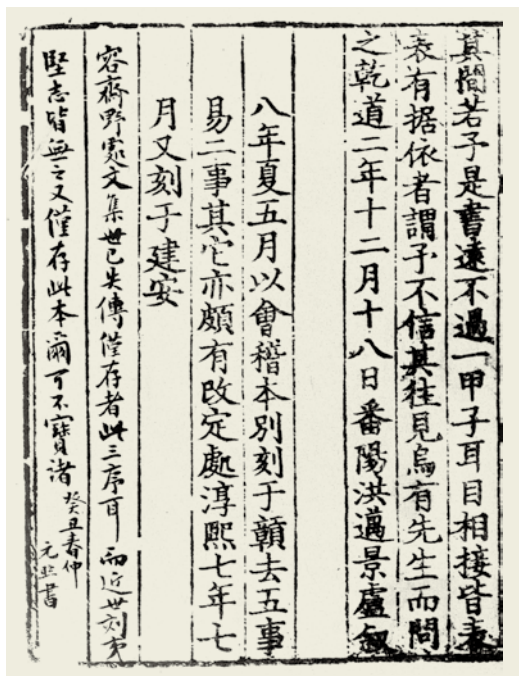 其間若予是書遠不過一甲子耳目相接皆表
表有据依者謂予不信其往見烏有先生而問
之乾道二年十二月十八日番陽洪邁景盧叙
八年夏五月以會稽本別刻于贛去五事
易二事其它亦頗有改定處淳熙七年七
月又刻于建安
容齋野處文集世已失傳僅存者此三序耳而近世刻夷
堅志皆無之又僅存此本爾可不寶諸
癸丑春仲
元照書